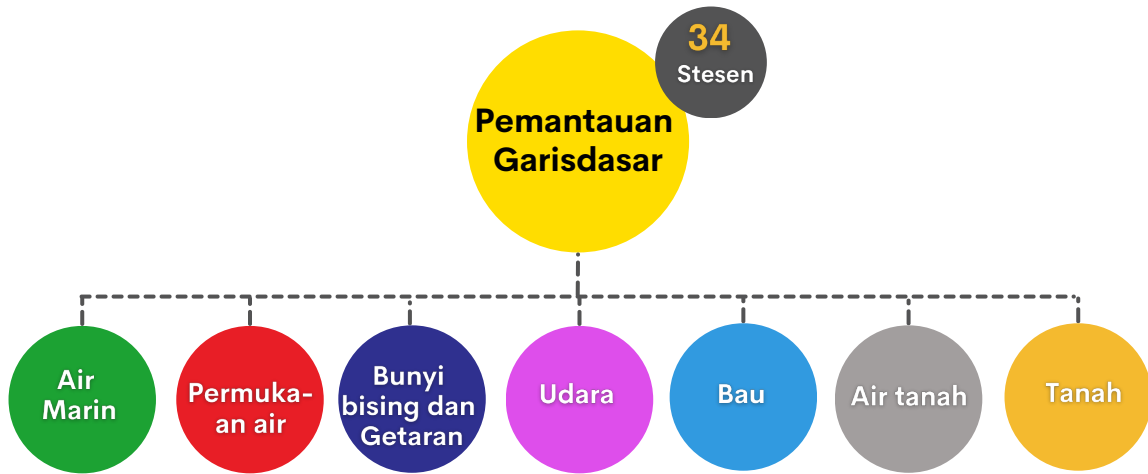 34
Stesen
Pemantauan
Garisdasar
Air
Marin
Permuka-
an air
Bunyi
bising dan
Getaran
Udara
Bau
Air tanah
Tanah